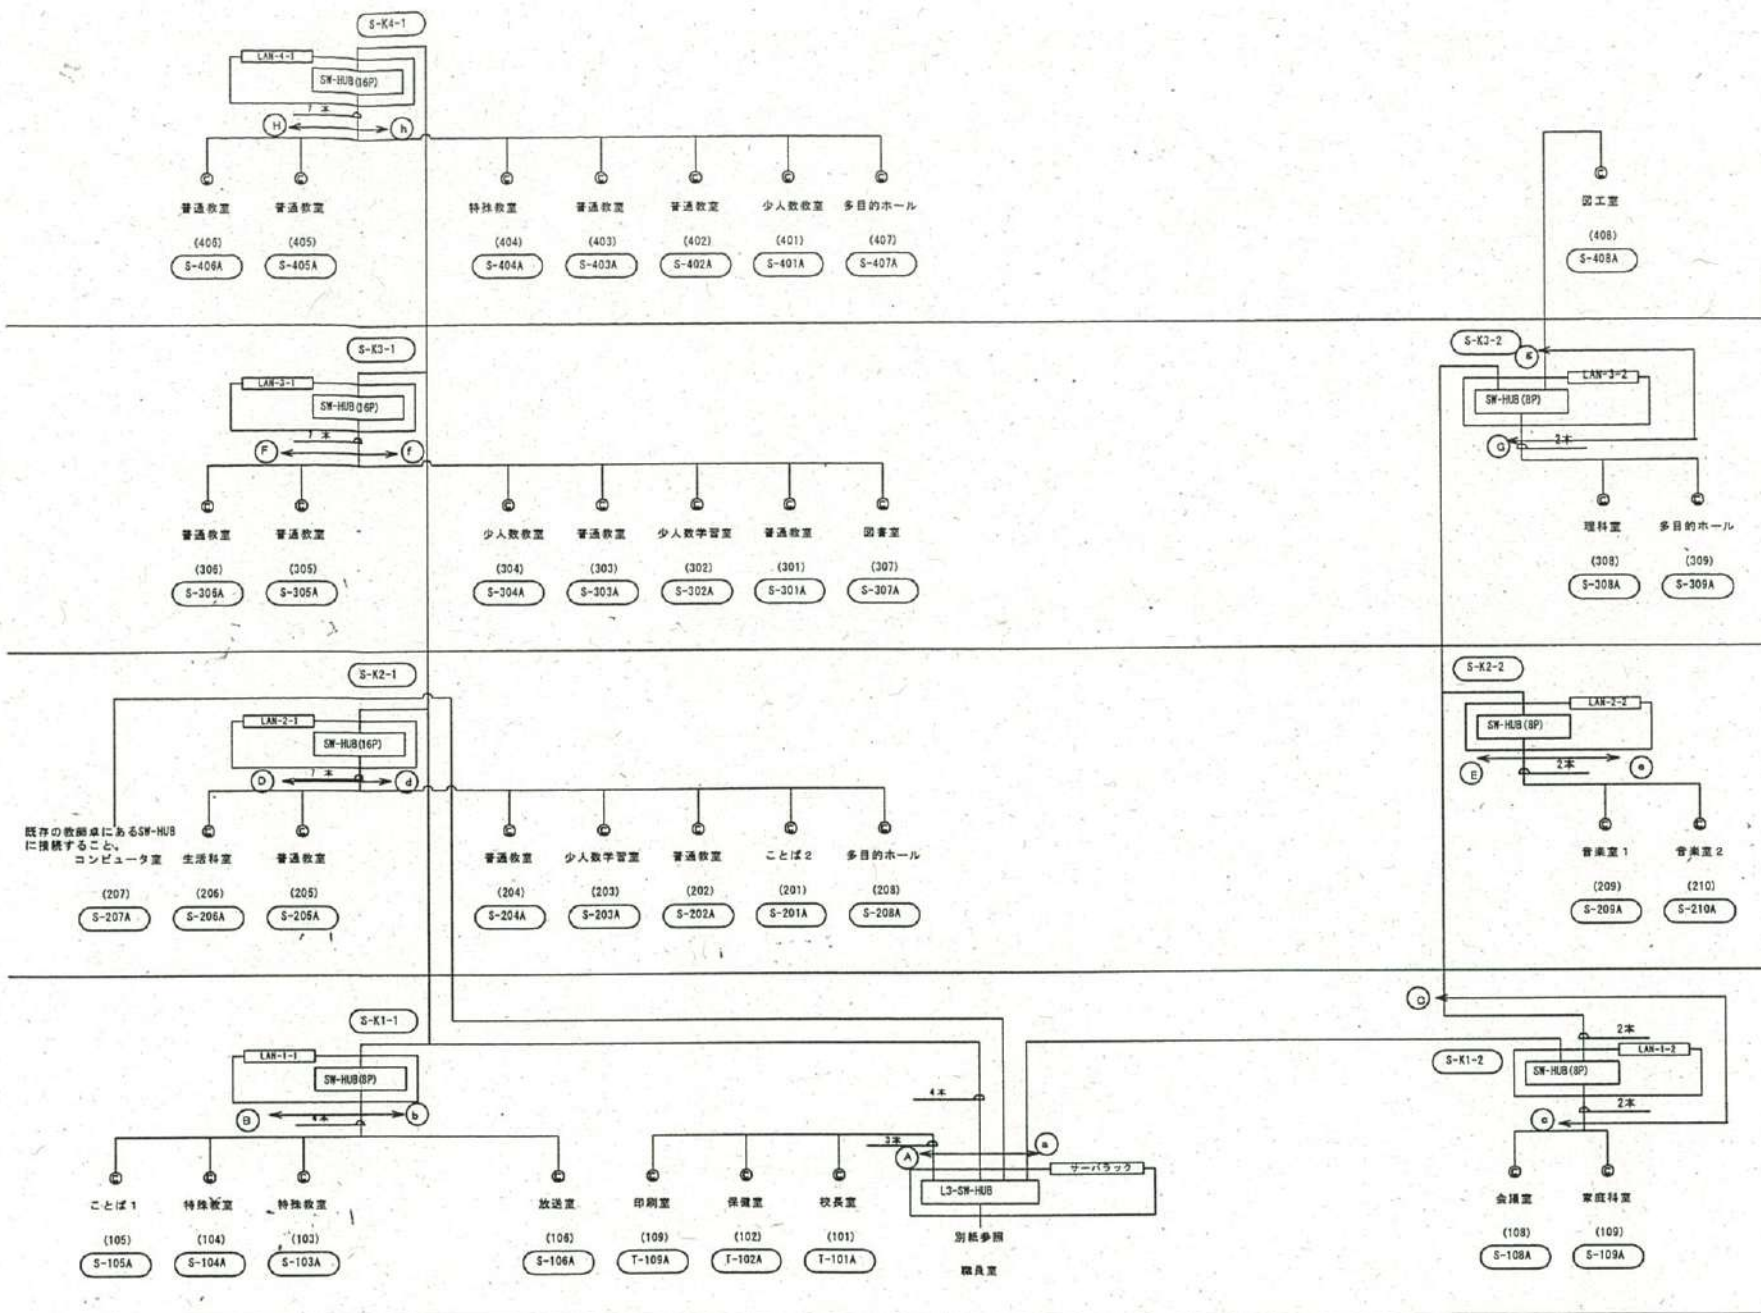 S-K4-1
LAN-4-1
SW-HUB(16P)
7 本
H
h
普通教室
普通教室
特殊教室
普通教室
普通教室
少人数教室
多目的ホール
図工室
(406)
(405)
(404)
(403)
(402)
(401)
(407)
(408)
S-406A
S-405A
S-404A
S-403A
S-402A
S-401A
S-407A
S-408A
S-K3-1
LAN-3-1
SW-HUB(16P)
7 本
F
f
S-K3-2
g
LAN-3-2
SW-HUB(8P)
G
2本
普通教室
普通教室
少人数教室
普通教室
少人数学習室
普通教室
図書室
理科室
多目的ホール
(306)
(305)
(304)
(303)
(302)
(301)
(307)
(308)
(309)
S-306A
S-305A
S-304A
S-303A
S-302A
S-301A
S-307A
S-308A
S-309A
S-K2-1
LAN-2-1
SW-HUB(16P)
7 本
D
d
S-K2-2
LAN-2-2
SW-HUB(8P)
E
2本
e
既存の教師卓にあるSW-HUB
に接続すること。
コンピュータ室
生活科室
普通教室
普通教室
少人数学習室
普通教室
ことば2
多目的ホール
音楽室1
音楽室2
(207)
(206)
(205)
(204)
(203)
(202)
(201)
(208)
(209)
(210)
S-207A
S-206A
S-205A
S-204A
S-203A
S-202A
S-201A
S-208A
S-209A
S-210A
S-K1-1
LAN-1-1
SW-HUB(8P)
B
4本
b
4本
3本
A
a
サーバラック
L3-SW-HUB
別紙参照
職員室
C
2本
S-K1-2
LAN-1-2
SW-HUB(8P)
2本
c
ことば1
特殊教室
特殊教室
放送室
印刷室
保健室
校長室
会議室
家庭科室
(105)
(104)
(103)
(106)
(109)
(102)
(101)
(108)
(109)
S-105A
S-104A
S-103A
S-106A
T-109A
T-102A
T-101A
S-108A
S-109A